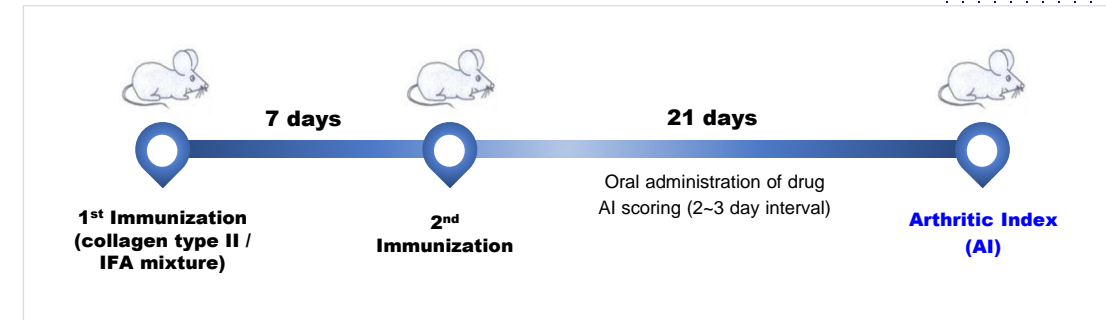 7 days
21 days
Oral administration of drug
AI scoring (2~3 day interval)
1st Immunization
(collagen type II /
IFA mixture)
2nd
Immunization
Arthritic Index
(AI)